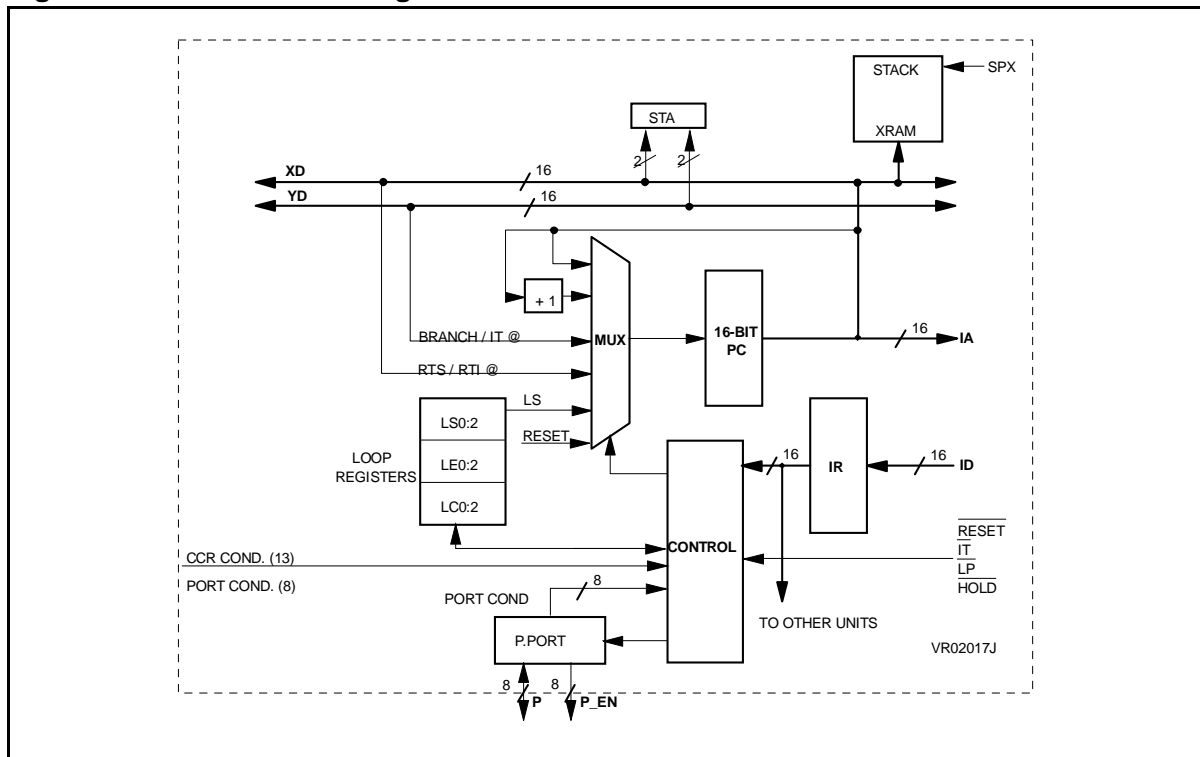 STACK
SPX
XRAM
STA
2
2
XD
16
YD
16
+ 1
BRANCH / IT @
MUX
16-BIT
PC
16
IA
RTS / RTI @
LS
RESET
LS0:2
LE0:2
LC0:2
LOOP
REGISTERS
16
IR
16
ID
CONTROL
RESET
IT
LP
HOLD
CCR COND. (13)
PORT COND. (8)
PORT COND
8
P.PORT
TO OTHER UNITS
VR02017J
8
P
8
P_EN